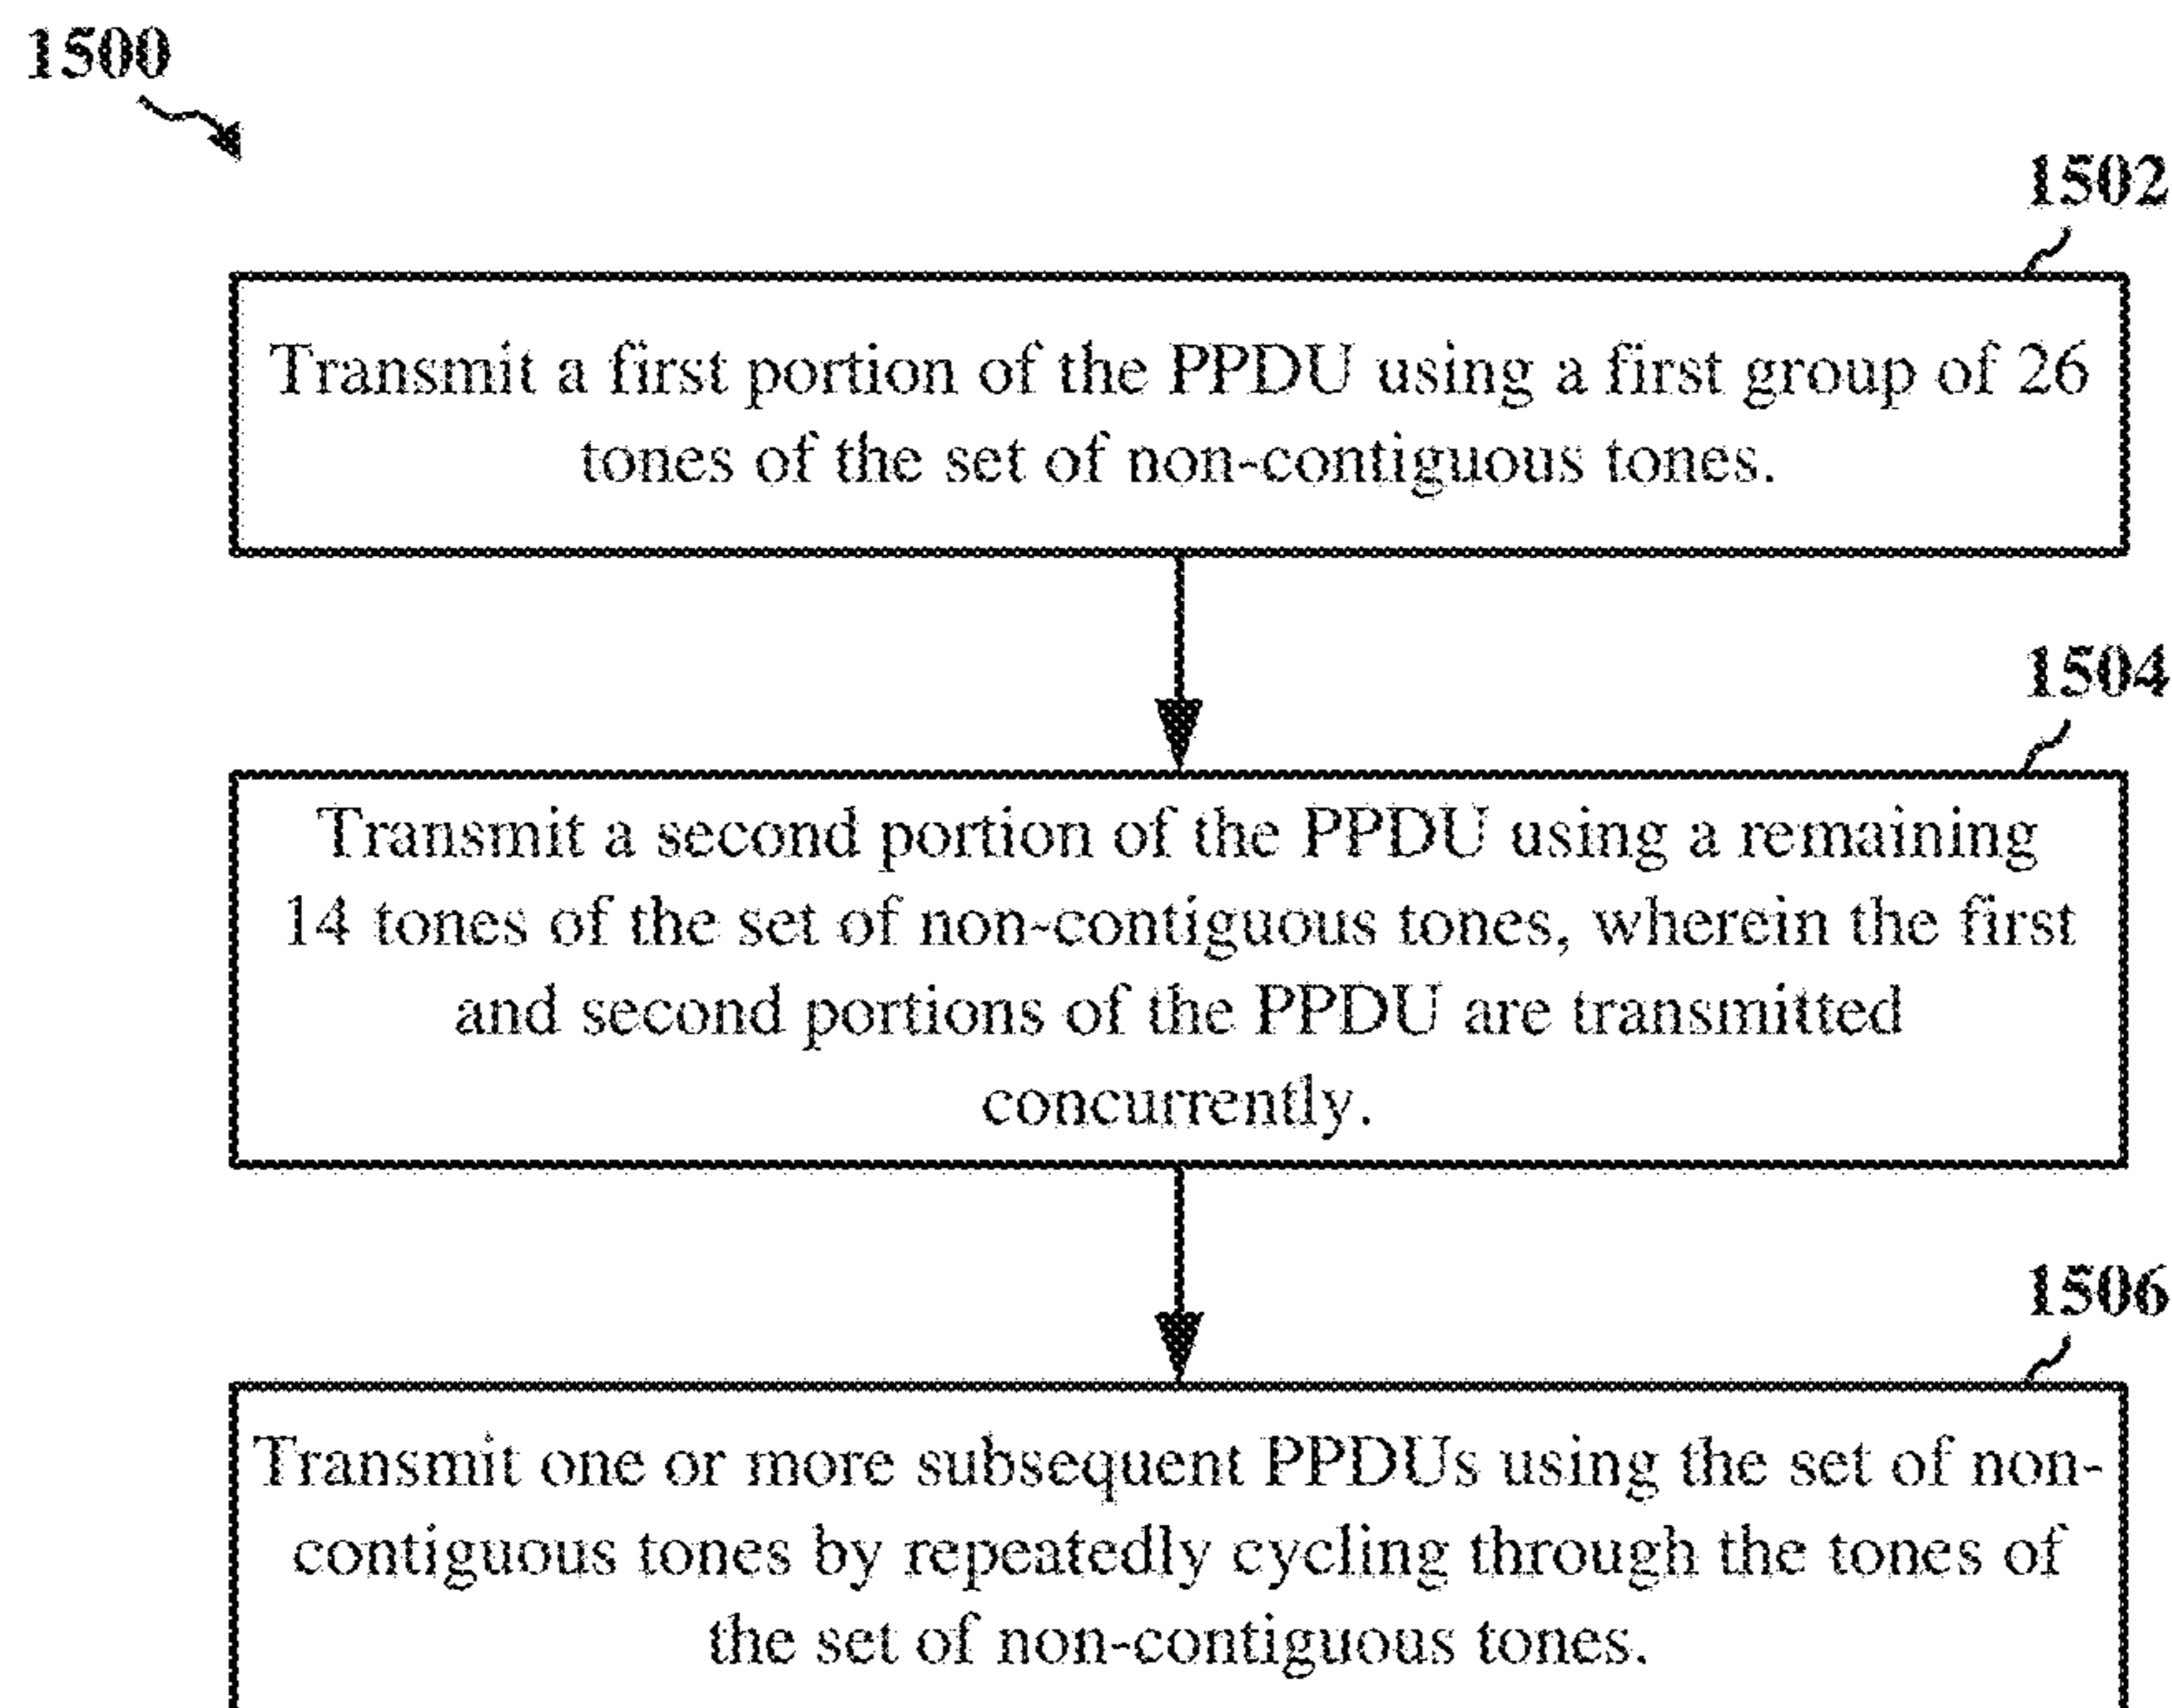 1500
1502
Transmit a first portion of the PPDU using a first group of 26
tones of the set of non-contiguous tones.
1504
Transmit a second portion of the PPDU using a remaining
14 tones of the set of non-contiguous tones, wherein the first
and second portions of the PPDU are transmitted
concurrently.
1506
Transmit one or more subsequent PPDUs using the set of non-
contiguous tones by repeatedly cycling through the tones of
the set of non-contiguous tones.